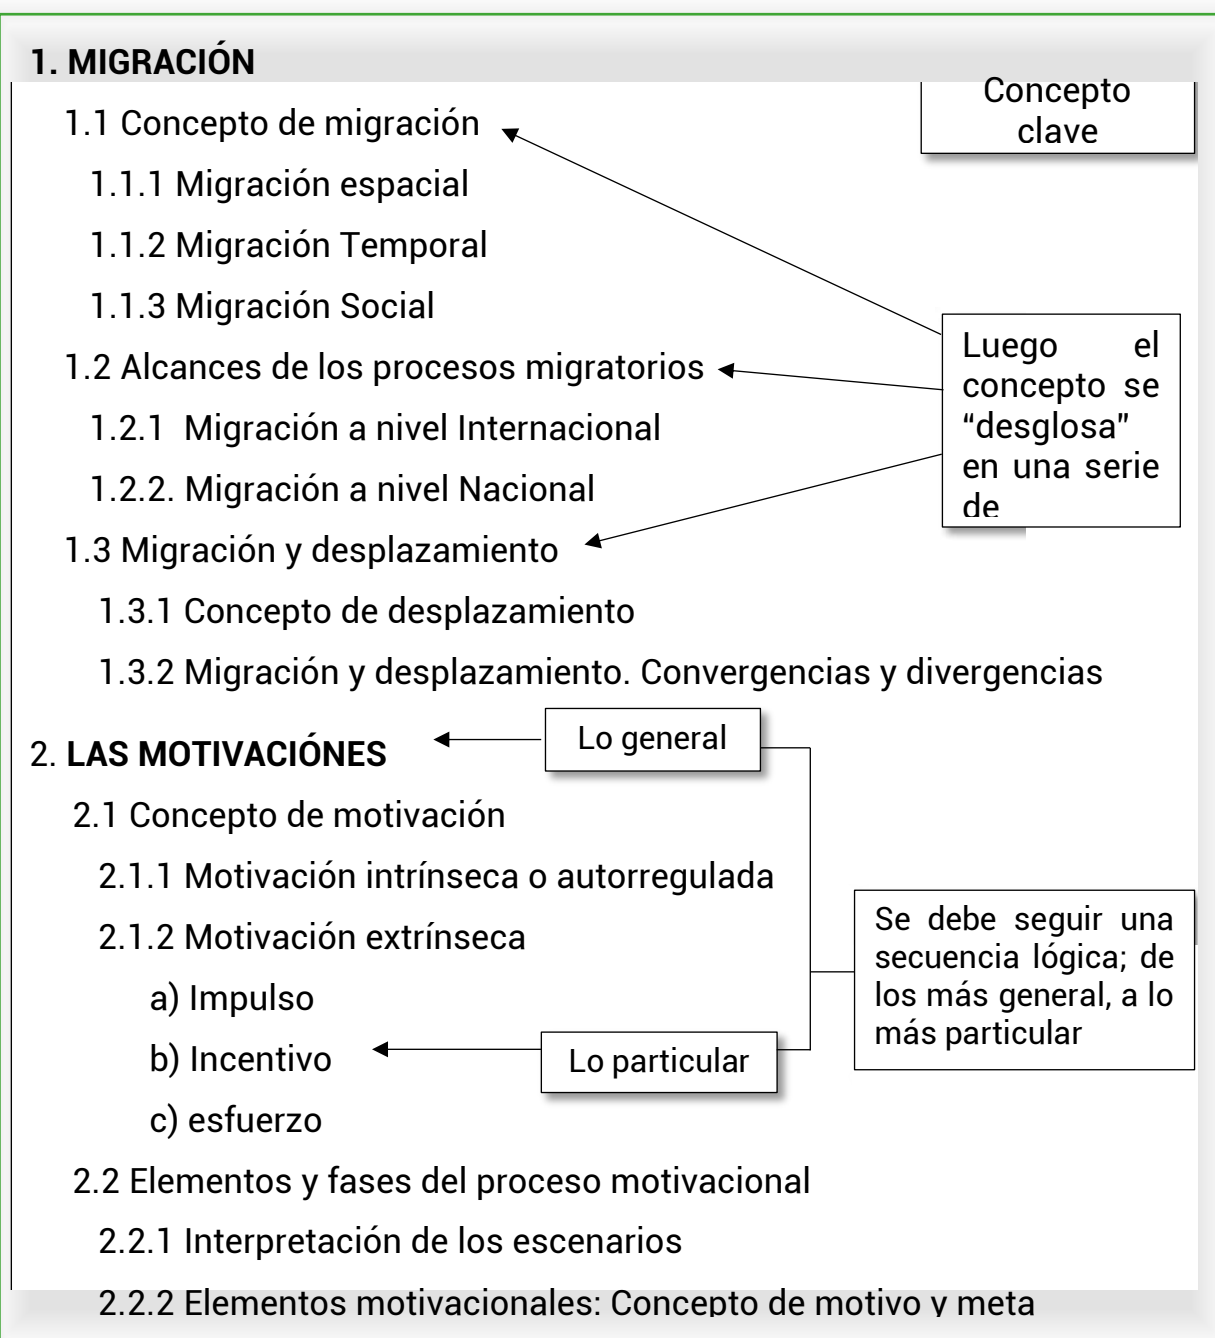 1. MIGRACIÓN
Concepto
clave
1.1 Concepto de migración
1.1.1 Migración espacial
1.1.2 Migración Temporal
1.1.3 Migración Social
1.2 Alcances de los procesos migratorios
1.2.1 Migración a nivel Internacional
1.2.2. Migración a nivel Nacional
Luego el
concepto se
“desglosa”
en una serie
de
1.3 Migración y desplazamiento
1.3.1 Concepto de desplazamiento
1.3.2 Migración y desplazamiento. Convergencias y divergencias
2. LAS MOTIVACIÓNES
Lo general
2.1 Concepto de motivación
2.1.1 Motivación intrínseca o autorregulada
2.1.2 Motivación extrínseca
a) Impulso
b) Incentivo
Lo particular
c) esfuerzo
Se debe seguir una
secuencia lógica; de
los más general, a lo
más particular
2.2 Elementos y fases del proceso motivacional
2.2.1 Interpretación de los escenarios
2.2.2 Elementos motivacionales: Concepto de motivo y meta